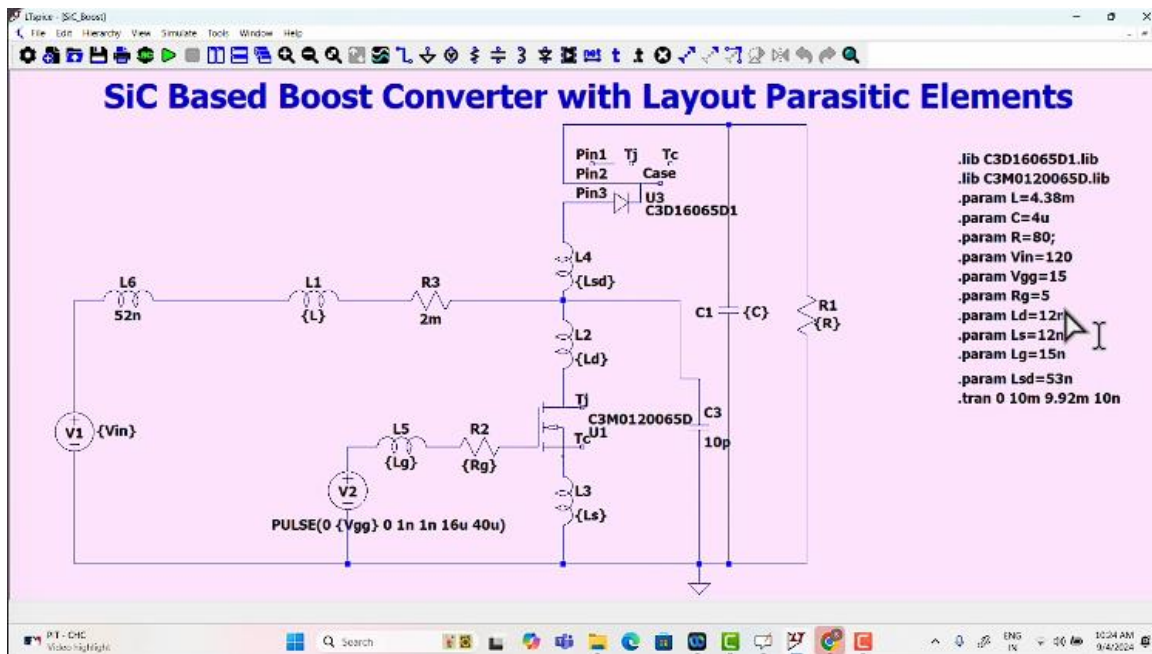 LTspice - [SiC_Boost]
File Edit Hierarchy View Simulate Tools Window Help
SiC Based Boost Converter with Layout Parasitic Elements
Pin1 Tj Tc
Pin2 Case
Pin3 U3
C3D16065D1
L4
{Lsd}
L6
52n
L1
{L}
R3
2m
L2
{Ld}
C1 {C}
R1
{R}
V1 {Vin}
Tj
C3M0120065D
Tc U1
C3
10p
L5
{Lg}
R2
{Rg}
V2
PULSE(0 {Vgg} 0 1n 1n 16u 40u)
L3
{Ls}
.lib C3D16065D1.lib
.lib C3M0120065D.lib
.param L=4.38m
.param C=4u
.param R=80;
.param Vin=120
.param Vgg=15
.param Rg=5
.param Ld=12n
.param Ls=12n
.param Lg=15n
.param Lsd=53n
.tran 0 10m 9.92m 10n
Video highlight
Search
ENG
IN
10:24 AM
9/4/2024